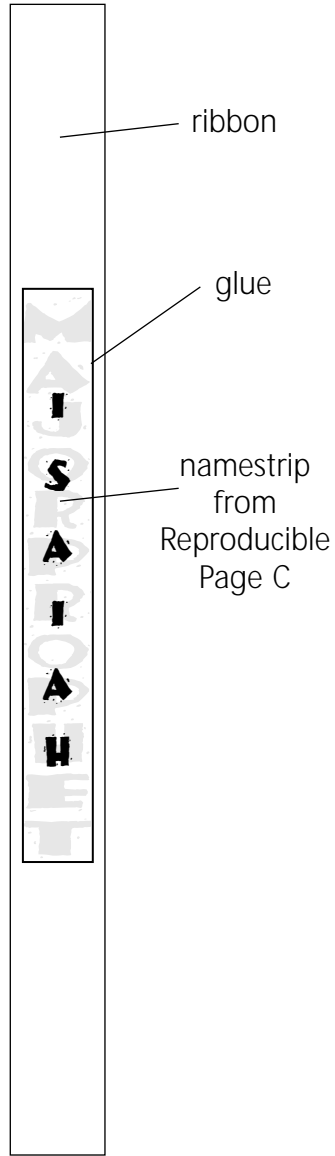 ribbon
glue
MAJOR PROPHET
ISAIAH
namestrip
from
Reproducible
Page C